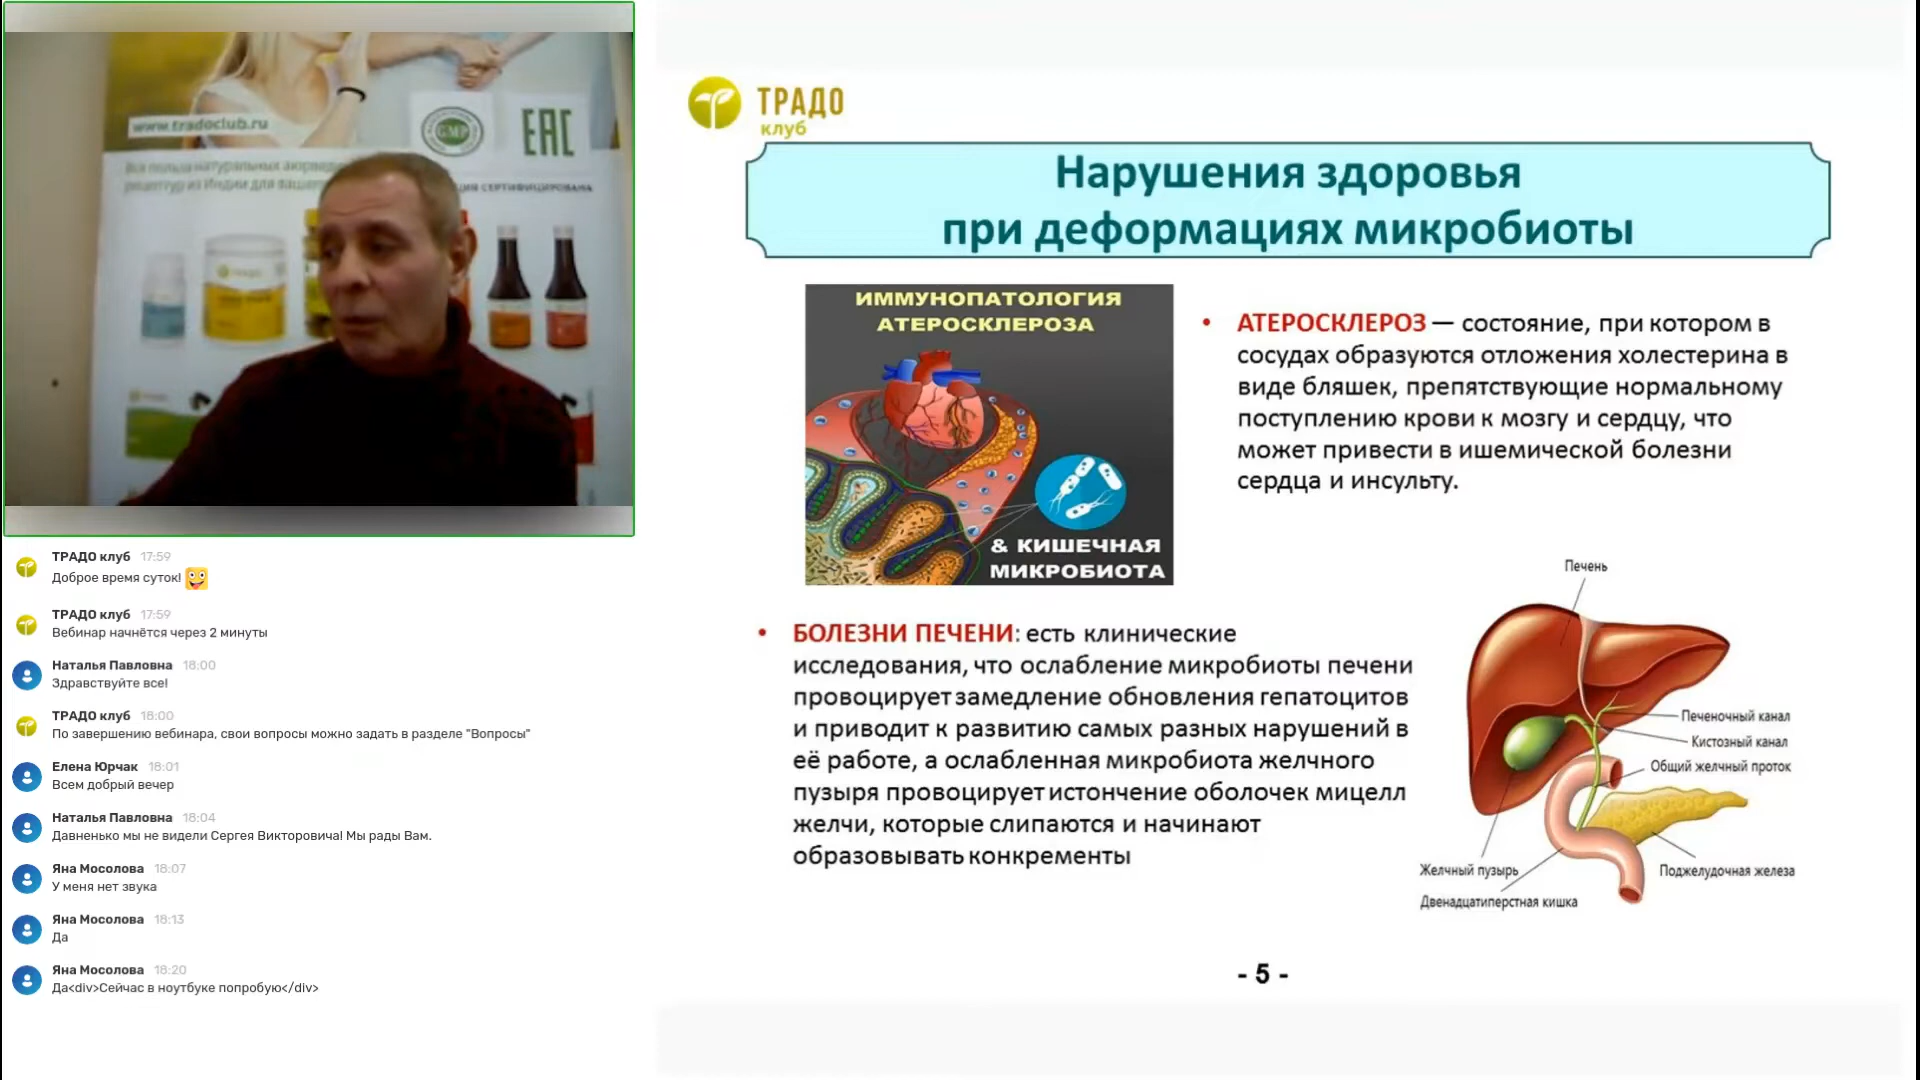 www.tradoclub.ru
GMP
EAC
СЕРТИФИЦИРОВАНА
ТРАДО клуб 17:59
Доброе время суток!
ТРАДО клуб 17:59
Вебинар начнётся через 2 минуты
Наталья Павловна 18:00
Здравствуйте все!
ТРАДО клуб 18:00
По завершению вебинара, свои вопросы можно задать в разделе "Вопросы"
Елена Юрчак 18:01
Всем добрый вечер
Наталья Павловна 18:04
Давненько мы не видели Сергея Викторовича! Мы рады Вам.
Яна Мосолова 18:07
У меня нет звука
Яна Мосолова 18:13
Да
Яна Мосолова 18:20
Да<div>Сейчас в ноутбуке попробую</div>
ТРАДО
клуб
Нарушения здоровья
при деформациях микробиоты
ИММУНОПАТОЛОГИЯ
АТЕРОСКЛЕРОЗА
& КИШЕЧНАЯ
МИКРОБИОТА
• АТЕРОСКЛЕРОЗ — состояние, при котором в
сосудах образуются отложения холестерина в
виде бляшек, препятствующие нормальному
поступлению крови к мозгу и сердцу, что
может привести в ишемической болезни
сердца и инсульту.
• БОЛЕЗНИ ПЕЧЕНИ: есть клинические
исследования, что ослабление микробиоты печени
провоцирует замедление обновления гепатоцитов
и приводит к развитию самых разных нарушений в
её работе, а ослабленная микробиота желчного
пузыря провоцирует истончение оболочек мицелл
желчи, которые слипаются и начинают
образовывать конкременты
Печень
Печеночный канал
Кистозный канал
Общий желчный проток
Желчный пузырь
Поджелудочная железа
Двенадцатиперстная кишка
- 5 -